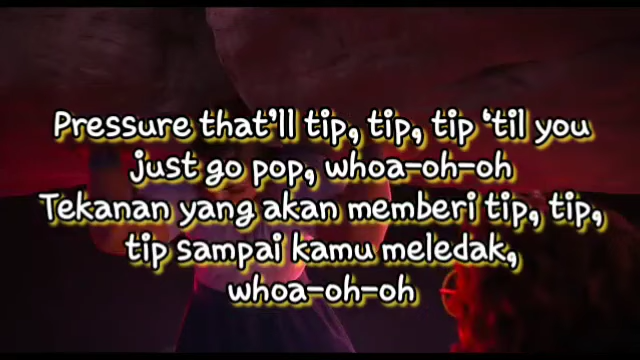 Pressure that'll tip, tip, tip ‘til you
just go pop, whoa-oh-oh
Tekanan yang akan memberi tip, tip,
tip sampai kamu meledak,
whoa-oh-oh